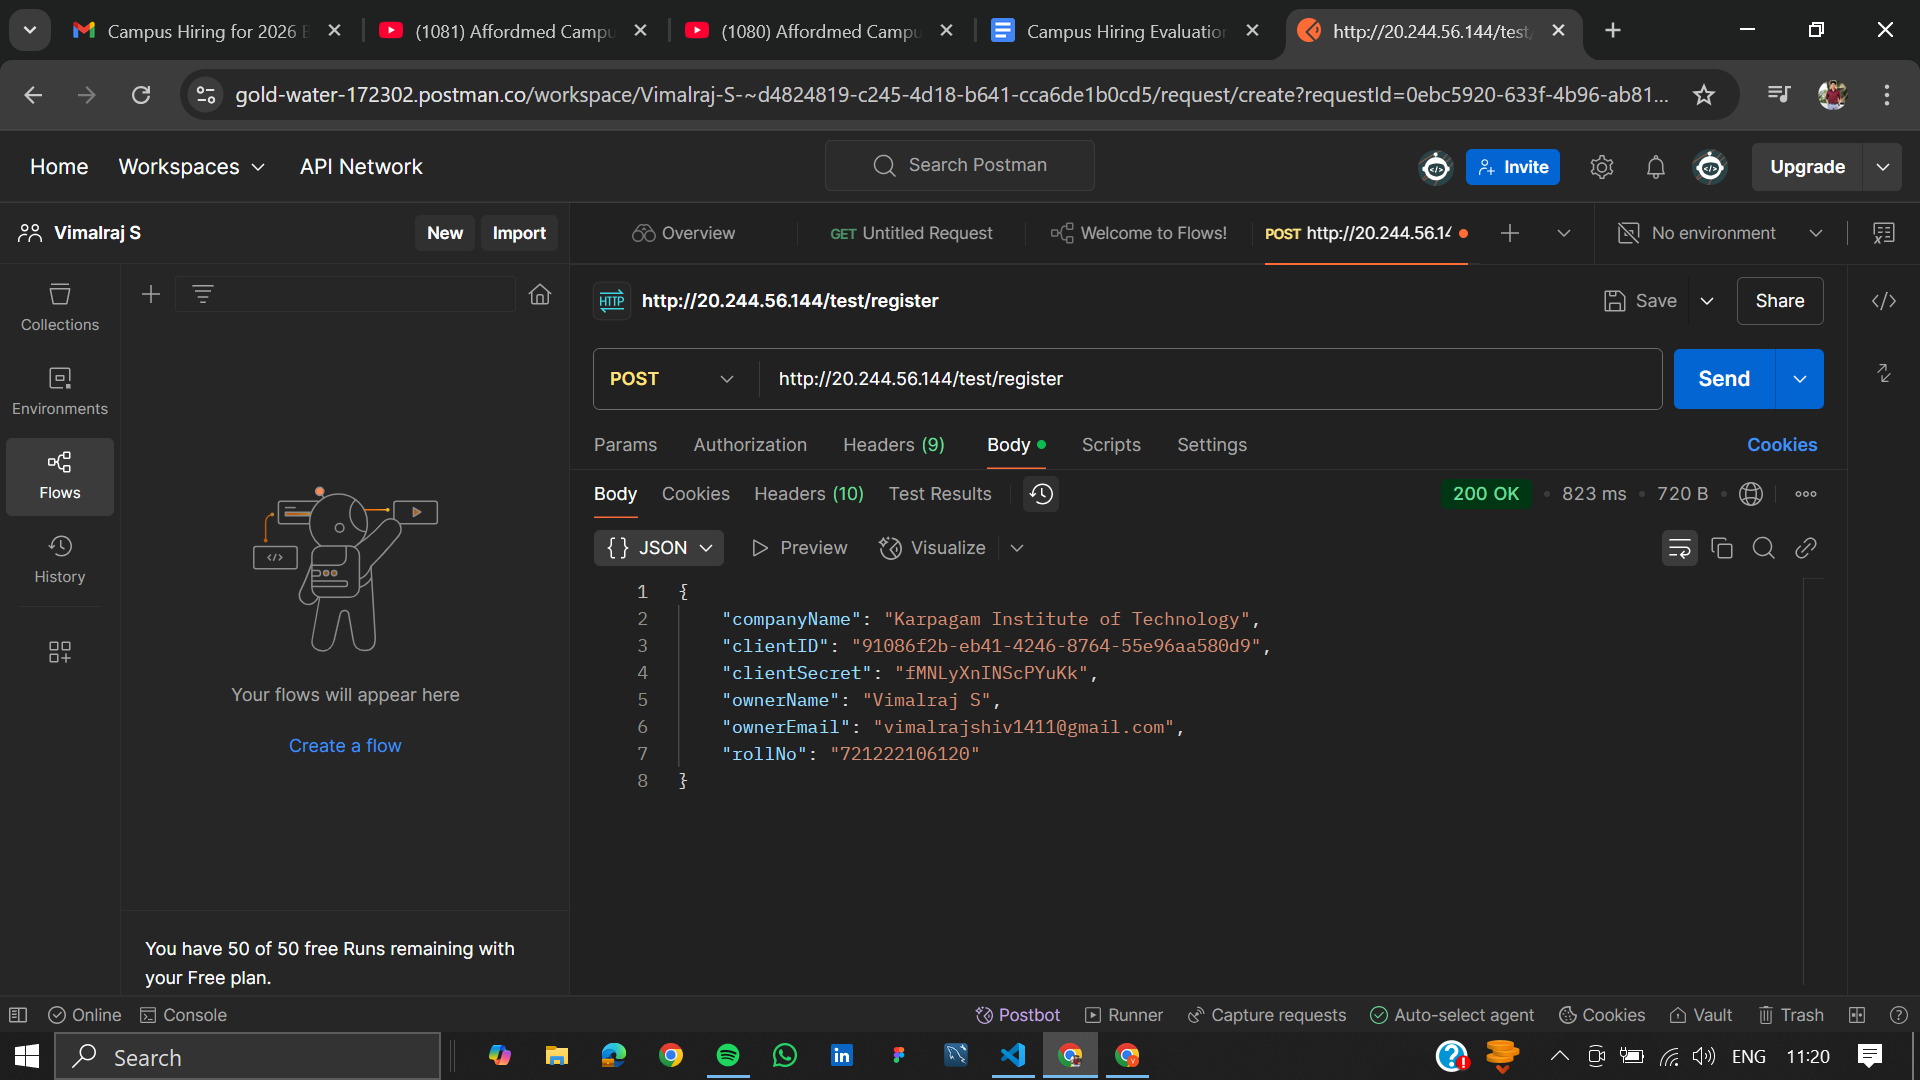 Campus Hiring for 2026 B
(1081) Affordmed Campu
(1080) Affordmed Campu
Campus Hiring Evaluation
http://20.244.56.144/test/
gold-water-172302.postman.co/workspace/Vimalraj-S-~d4824819-c245-4d18-b641-cca6de1b0cd5/request/create?requestId=0ebc5920-633f-4b96-ab81...
Home
Workspaces
API Network
Search Postman
Invite
Upgrade
Vimalraj S
New
Import
Overview
GET Untitled Request
Welcome to Flows!
POST http://20.244.56.14
No environment
Collections
Environments
Flows
History
HTTP
http://20.244.56.144/test/register
Save
Share
POST
http://20.244.56.144/test/register
Send
Params
Authorization
Headers (9)
Body
Scripts
Settings
Cookies
Body
Cookies
Headers (10)
Test Results
200 OK
823 ms
720 B
{} JSON
Preview
Visualize
1 {
2 "companyName": "Karpagam Institute of Technology",
3 "clientID": "91086f2b-eb41-4246-8764-55e96aa580d9",
4 "clientSecret": "fMNLyXnINScPYuKk",
5 "ownerName": "Vimalraj S",
6 "ownerEmail": "vimalrajshiv1411@gmail.com",
7 "rollNo": "721222106120"
8 }
Your flows will appear here
Create a flow
You have 50 of 50 free Runs remaining with
your Free plan.
Online
Console
Postbot
Runner
Capture requests
Auto-select agent
Cookies
Vault
Trash
Search
ENG
11:20